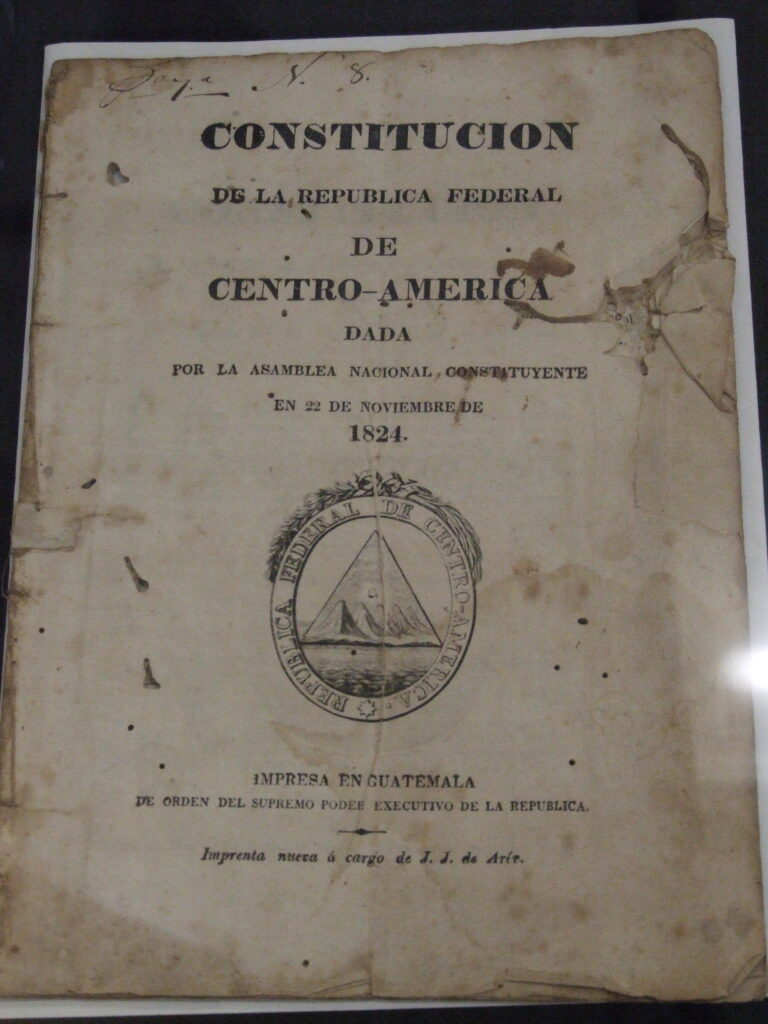 N. 8.
CONSTITUCION
DE LA REPUBLICA FEDERAL
DE
CENTRO-AMERICA
DADA
POR LA ASAMBLEA NACIONAL CONSTITUYENTE
EN 22 DE NOVIEMBRE DE
1824.
REPUBLICA FEDERAL DE CENTRO-AMERICA.
IMPRESA EN GUATEMALA
DE ORDEN DEL SUPREMO PODER EXECUTIVO DE LA REPUBLICA.
Imprenta nueva á cargo de J. J. de